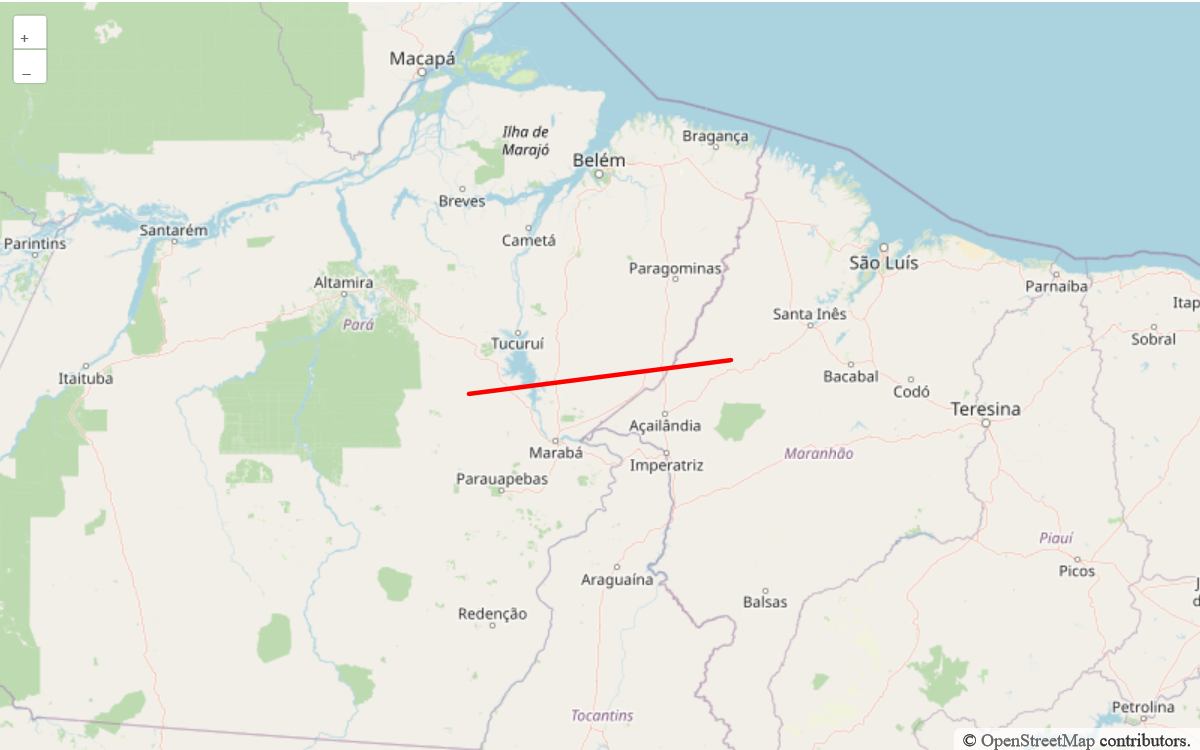 +
–
Macapá
Ilha de
Marajó
Bragança
Belém
Breves
Santarém
Parintins
Cametá
São Luís
Paragominas
Altamira
Parnaíba
Itap
Pará
Santa Inês
Tucuruí
Sobral
Itaituba
Bacabal
Codó
Teresina
Açailândia
Marabá
Maranhão
Imperatriz
Parauapebas
Piauí
Picos
Araguaína
J
d
Balsas
Redenção
Petrolina
Tocantins
© OpenStreetMap contributors.